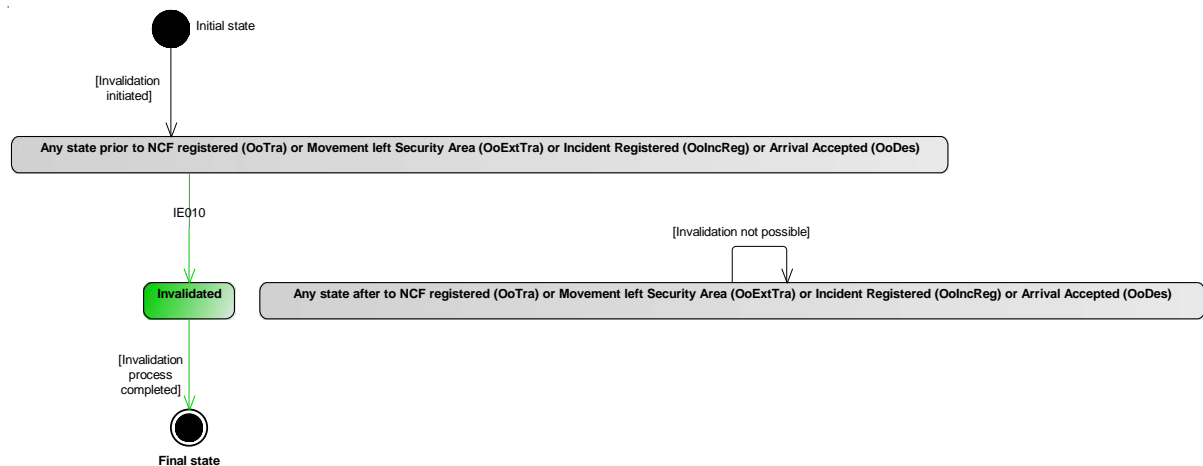 Initial state
[Invalidation
initiated]
Any state prior to NCF registered (OoTra) or Movement left Security Area (OoExtTra) or Incident Registered (OoIncReg) or Arrival Accepted (OoDes)
IE010
[Invalidation not possible]
Invalidated
Any state after to NCF registered (OoTra) or Movement left Security Area (OoExtTra) or Incident Registered (OoIncReg) or Arrival Accepted (OoDes)
[Invalidation
process
completed]
Final state